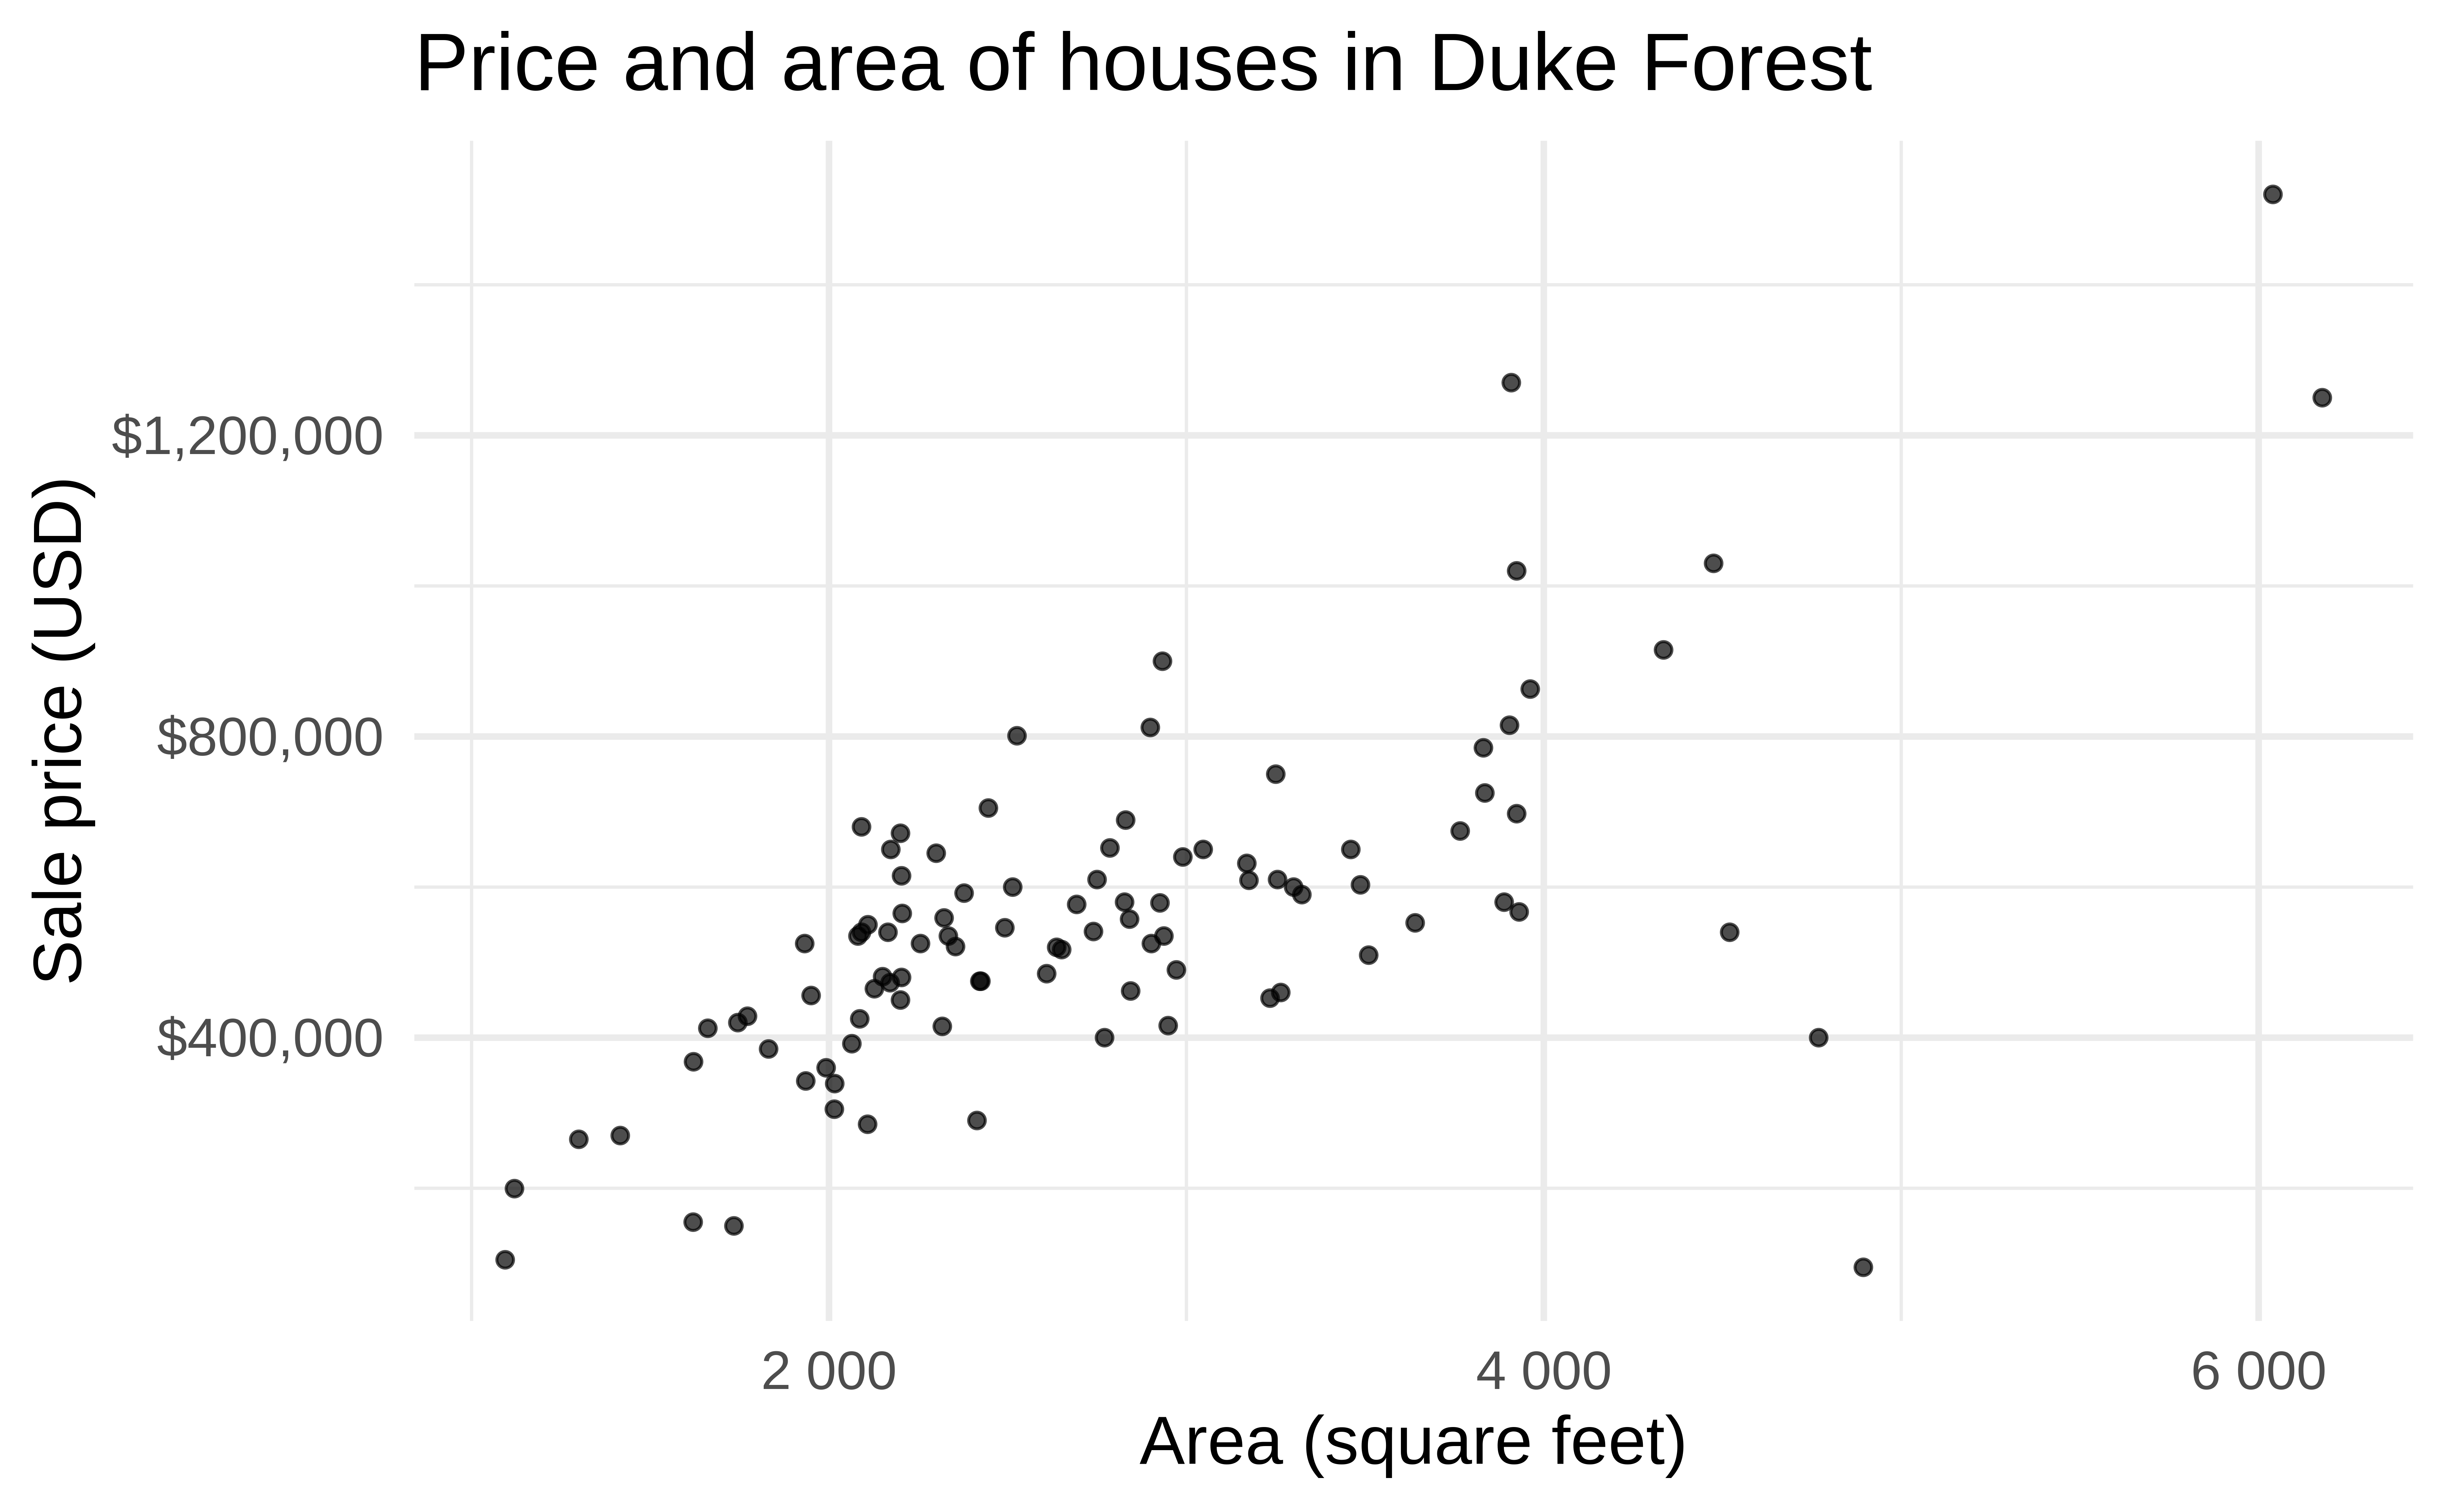 Price and area of houses in Duke Forest
Sale price (USD)
$1,200,000
$800,000
$400,000
2 000
4 000
6 000
Area (square feet)